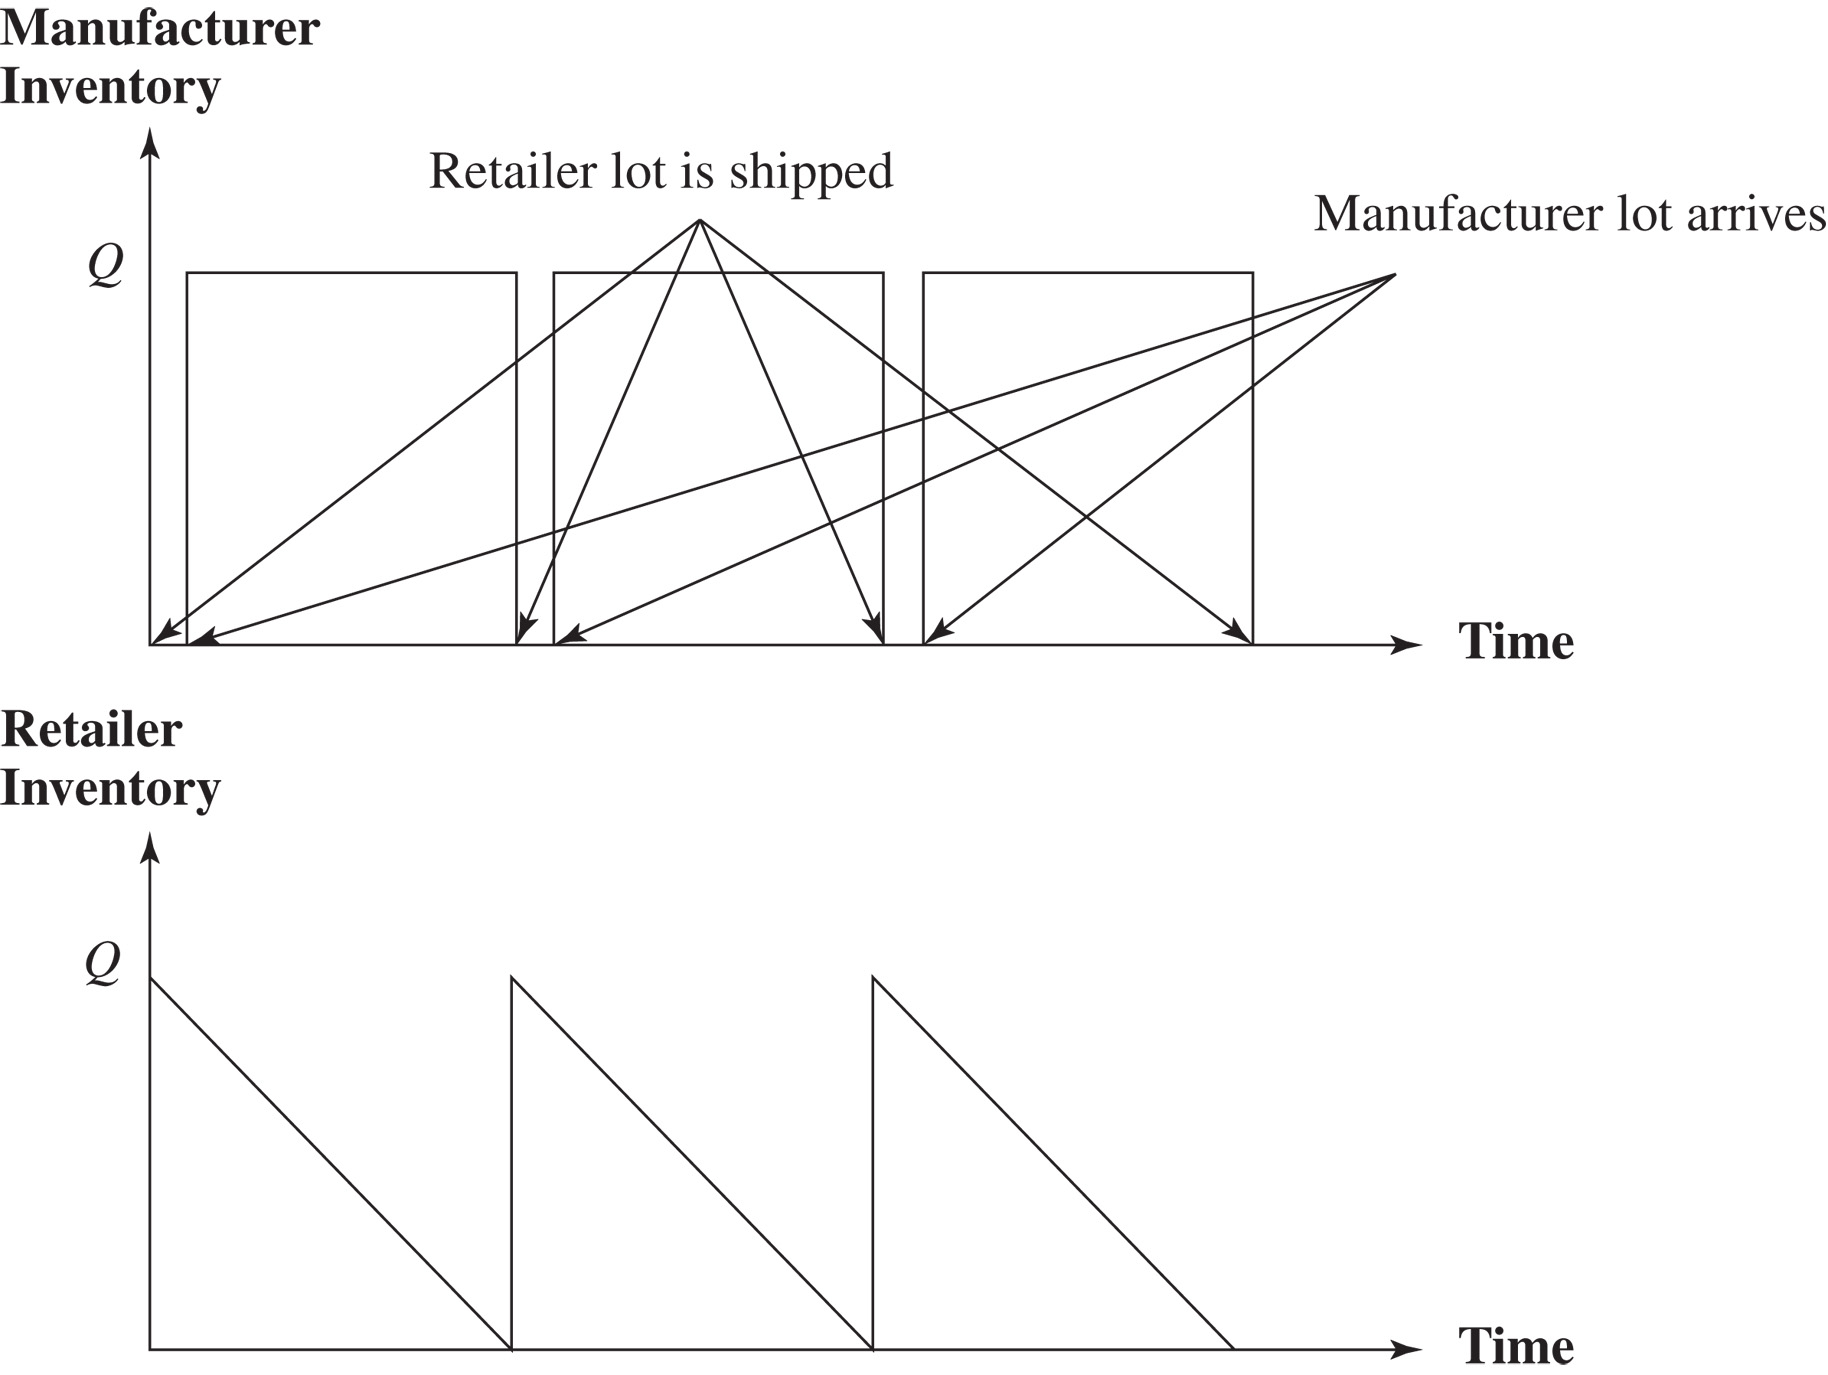 Manufacturer
Inventory
Retailer lot is shipped
Manufacturer lot arrives
Q
Time
Retailer
Inventory
Q
Time